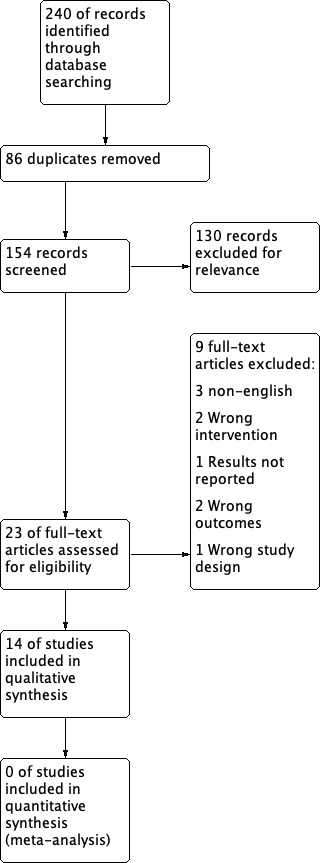 240 of records
identified
through
database
searching
86 duplicates removed
154 records
screened
130 records
excluded for
relevance
9 full-text
articles excluded:
3 non-english
2 Wrong
intervention
1 Results not
reported
2 Wrong
outcomes
1 Wrong study
design
23 of full-text
articles assessed
for eligibility
14 of studies
included in
qualitative
synthesis
0 of studies
included in
quantitative
synthesis
(meta-analysis)